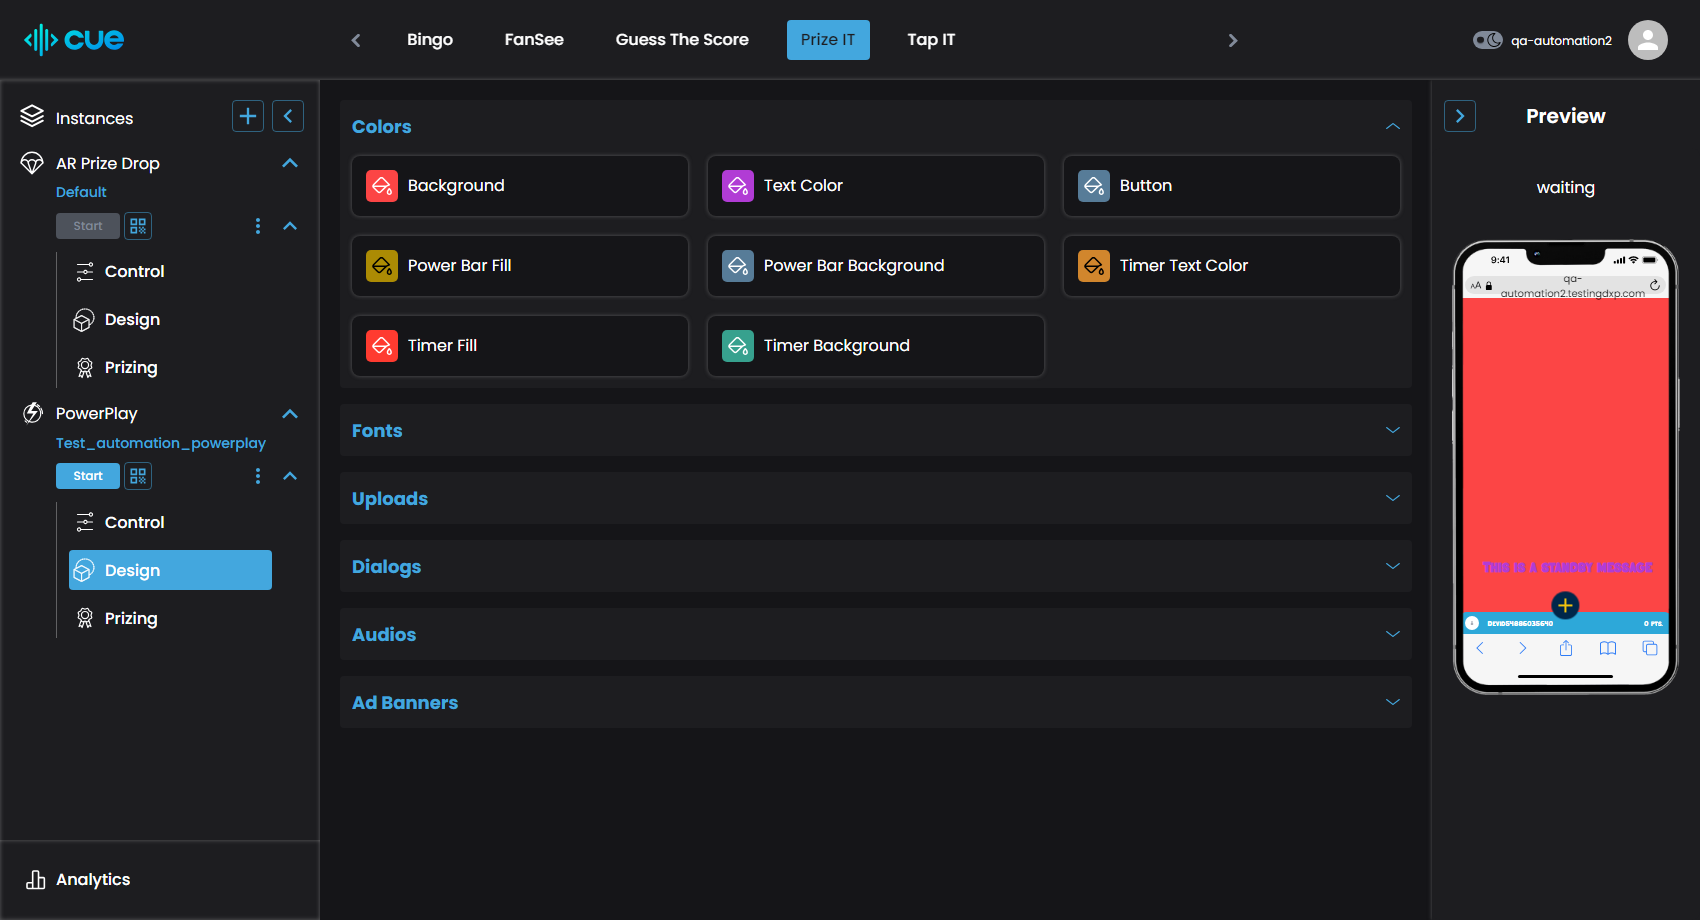 cue
Bingo
FanSee
Guess The Score
Prize IT
Tap IT
qa-automation2
Instances
AR Prize Drop
Default
Start
Control
Design
Prizing
PowerPlay
Test_automation_powerplay
Start
Control
Design
Prizing
Analytics
Colors
Background
Text Color
Button
Power Bar Fill
Power Bar Background
Timer Text Color
Timer Fill
Timer Background
Fonts
Uploads
Dialogs
Audios
Ad Banners
Preview
waiting
9:41
AA
qa-
automation2.testingdxp.com
THIS IS A STANDBY MESSAGE
0 PTS.